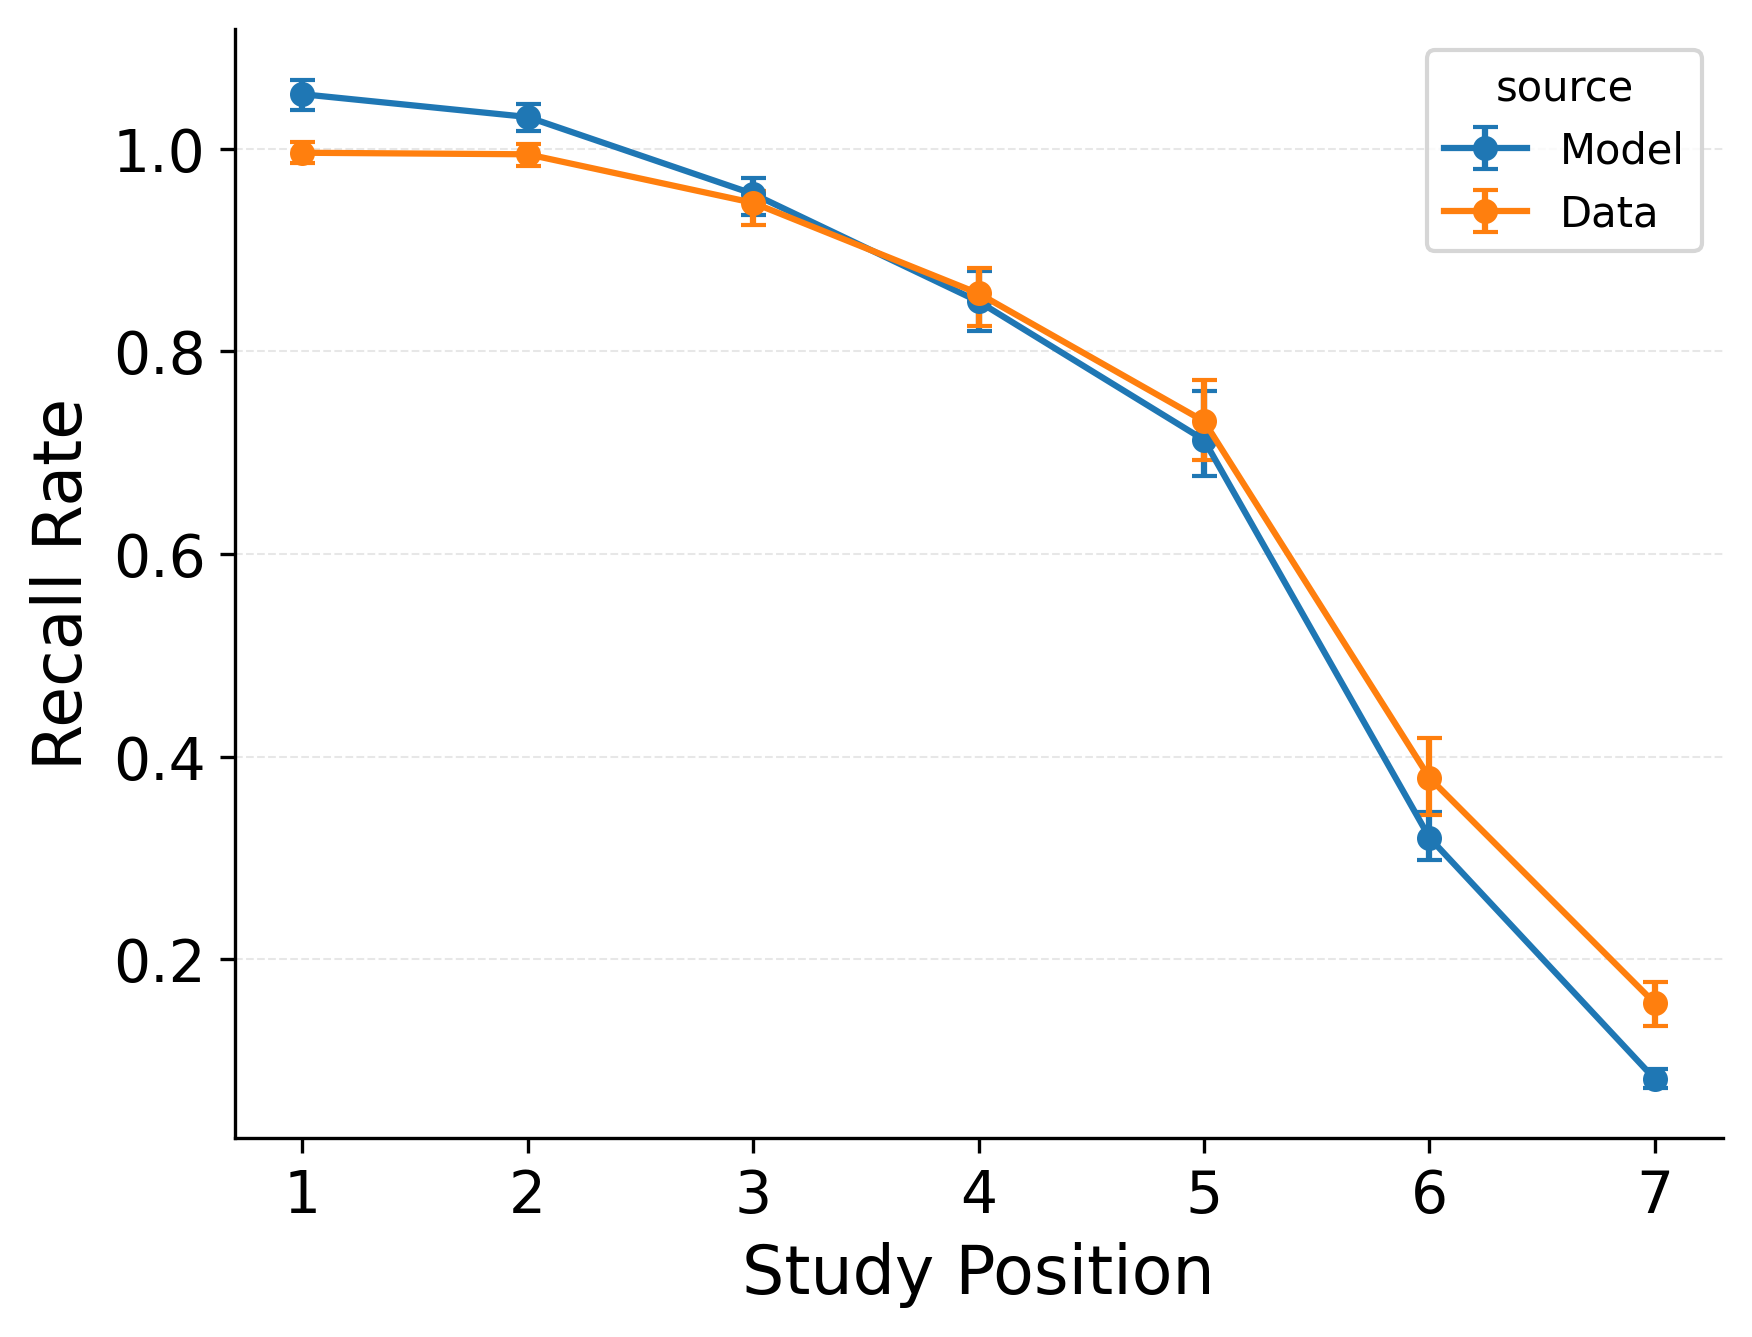 source
Model
Data
1.0
0.8
0.6
0.4
0.2
Recall Rate
1 2 3 4 5 6 7
Study Position